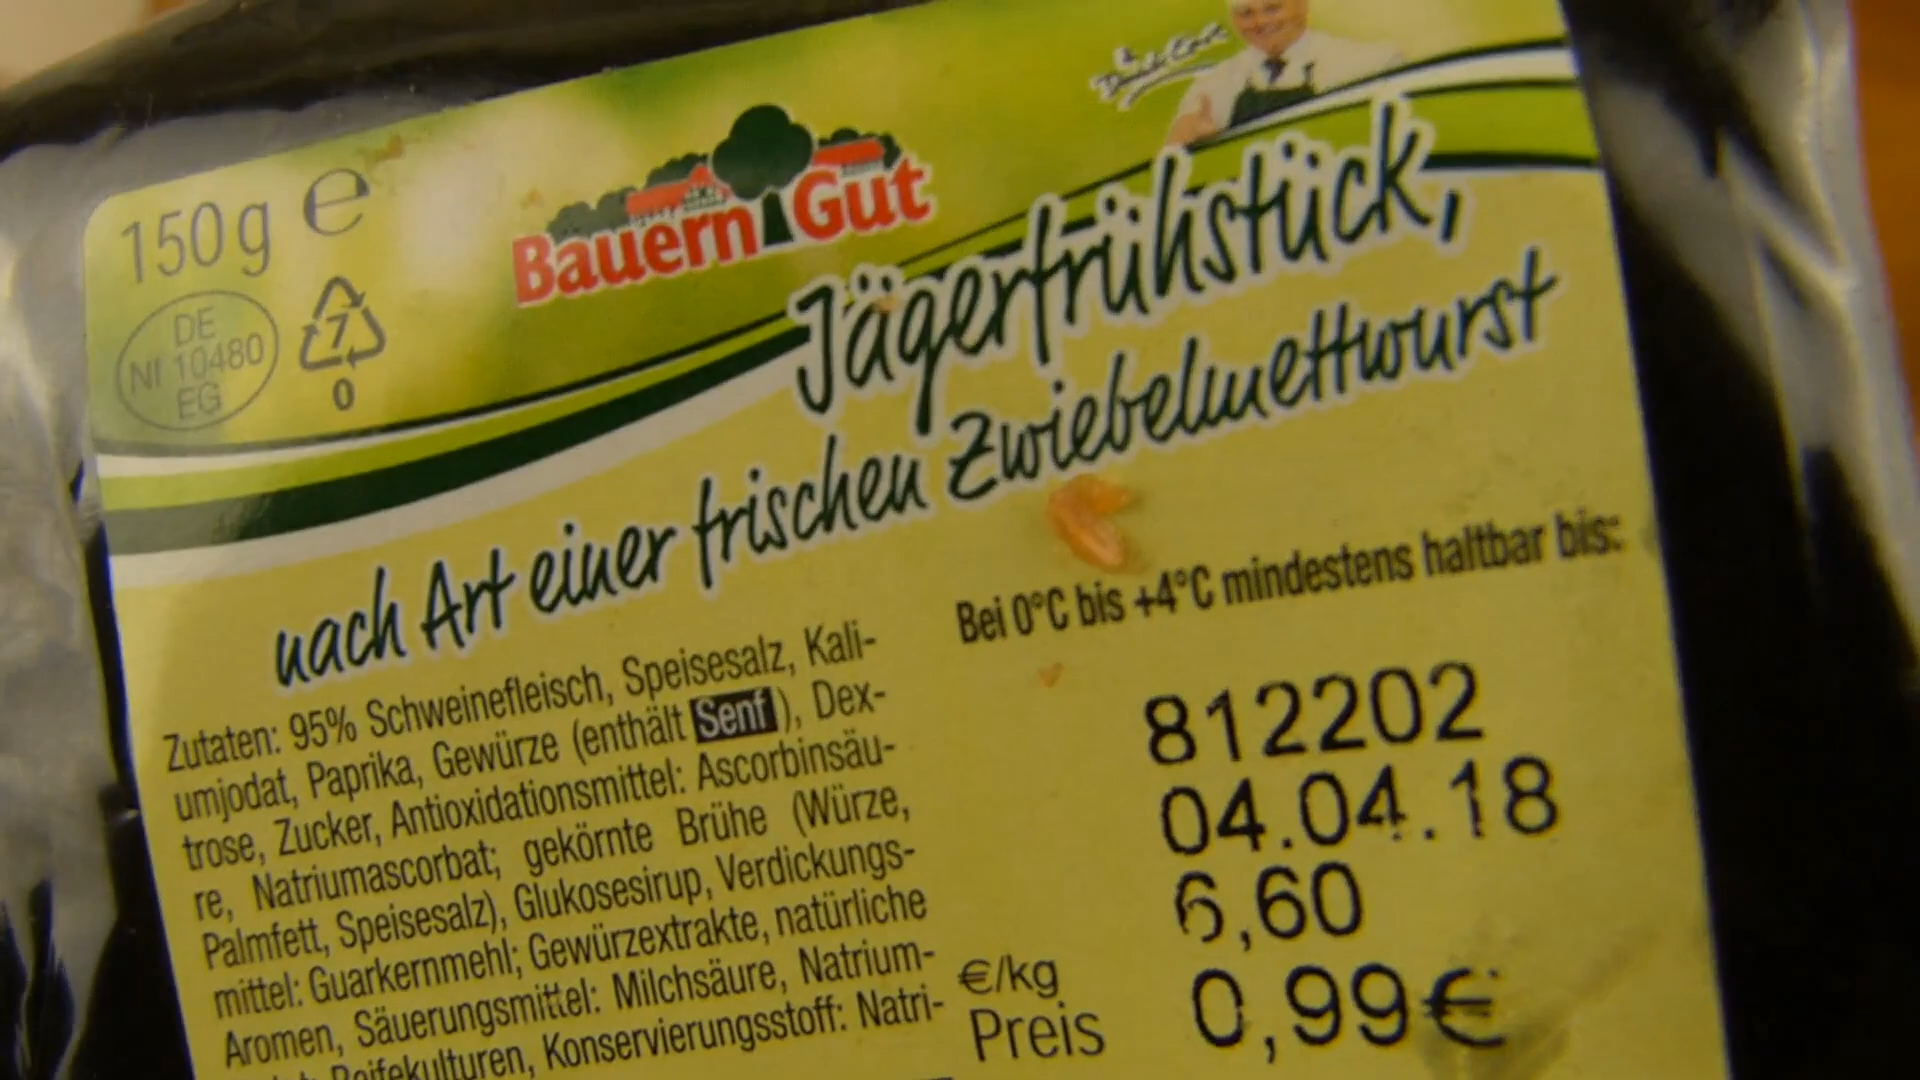 150g e
DE
NI 10480
EG
7
0
Bauern Gut
Jägerfrühstück,
nach Art einer frischen Zwiebelmettwurst
Zutaten: 95% Schweinefleisch, Speisesalz, Kali-
umjodat, Paprika, Gewürze (enthält Senf), Dex-
trose, Zucker, Antioxidationsmittel: Ascorbinsäu-
re, Natriumascorbat; gekörnte Brühe (Würze,
Palmfett, Speisesalz), Glukosesirup, Verdickungs-
mittel: Guarkernmehl; Gewürzextrakte, natürliche
Aromen, Säuerungsmittel: Milchsäure, Natrium-
Reifekulturen, Konservierungsstoff: Natri-
Bei 0°C bis +4°C mindestens haltbar bis:
812202
04.04.18
6,60
€/kg
Preis 0,99€